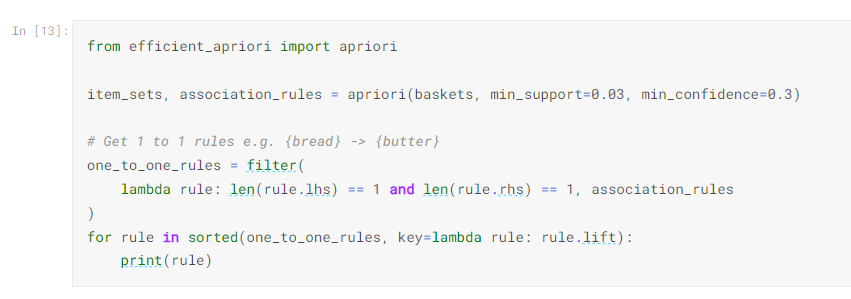 In [13]:
from efficient_apriori import apriori
item_sets, association_rules = apriori(baskets, min_support=0.03, min_confidence=0.3)
# Get 1 to 1 rules e.g. {bread} -> {butter}
one_to_one_rules = filter(
    lambda rule: len(rule.lhs) == 1 and len(rule.rhs) == 1, association_rules
)
for rule in sorted(one_to_one_rules, key=lambda rule: rule.lift):
    print(rule)